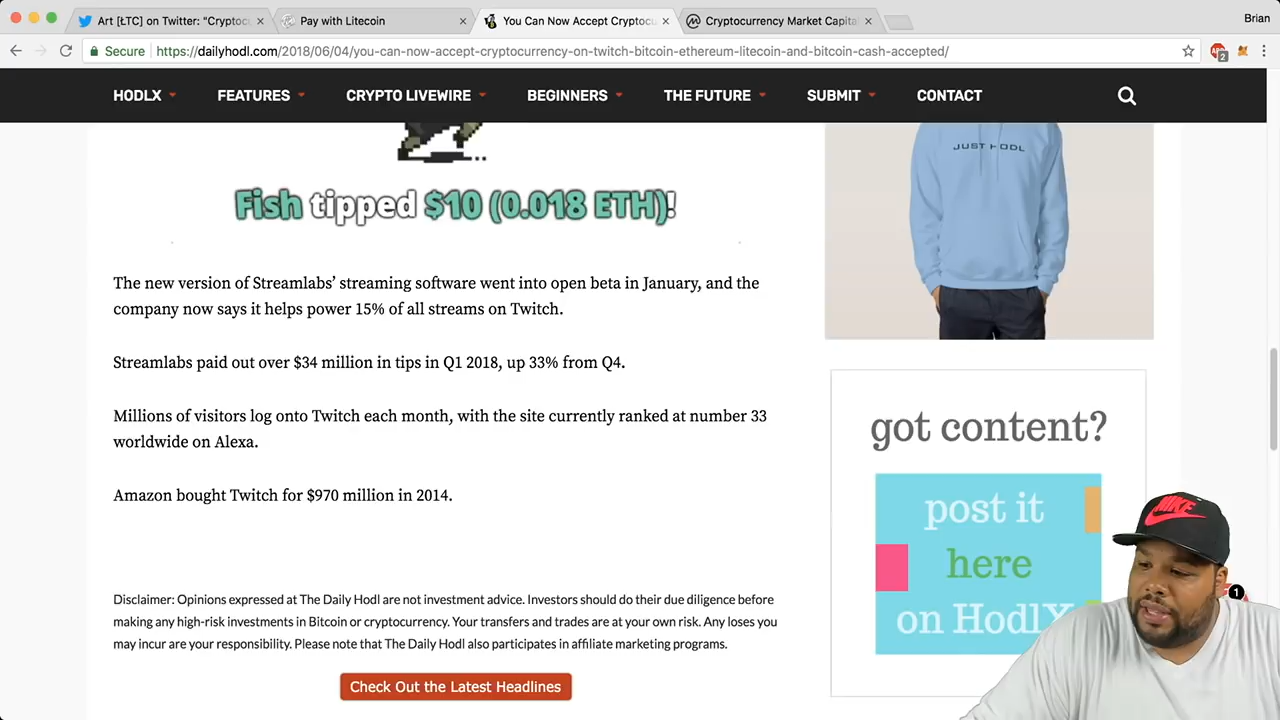 Art [ŁTC] on Twitter: "Cryptoc
Pay with Litecoin
You Can Now Accept Cryptocu
Cryptocurrency Market Capita
Brian
Secure
https://dailyhodl.com/2018/06/04/you-can-now-accept-cryptocurrency-on-twitch-bitcoin-ethereum-litecoin-and-bitcoin-cash-accepted/
2
HODLX
FEATURES
CRYPTO LIVEWIRE
BEGINNERS
THE FUTURE
SUBMIT
CONTACT
JUST HODL
Fish tipped $10 (0.018 ETH)!
The new version of Streamlabs’ streaming software went into open beta in January, and the
company now says it helps power 15% of all streams on Twitch.
Streamlabs paid out over $34 million in tips in Q1 2018, up 33% from Q4.
Millions of visitors log onto Twitch each month, with the site currently ranked at number 33
worldwide on Alexa.
Amazon bought Twitch for $970 million in 2014.
got content?
post it
here
on HodlX
NIKE
1
Disclaimer: Opinions expressed at The Daily Hodl are not investment advice. Investors should do their due diligence before
making any high-risk investments in Bitcoin or cryptocurrency. Your transfers and trades are at your own risk. Any loses you
may incur are your responsibility. Please note that The Daily Hodl also participates in affiliate marketing programs.
Check Out the Latest Headlines